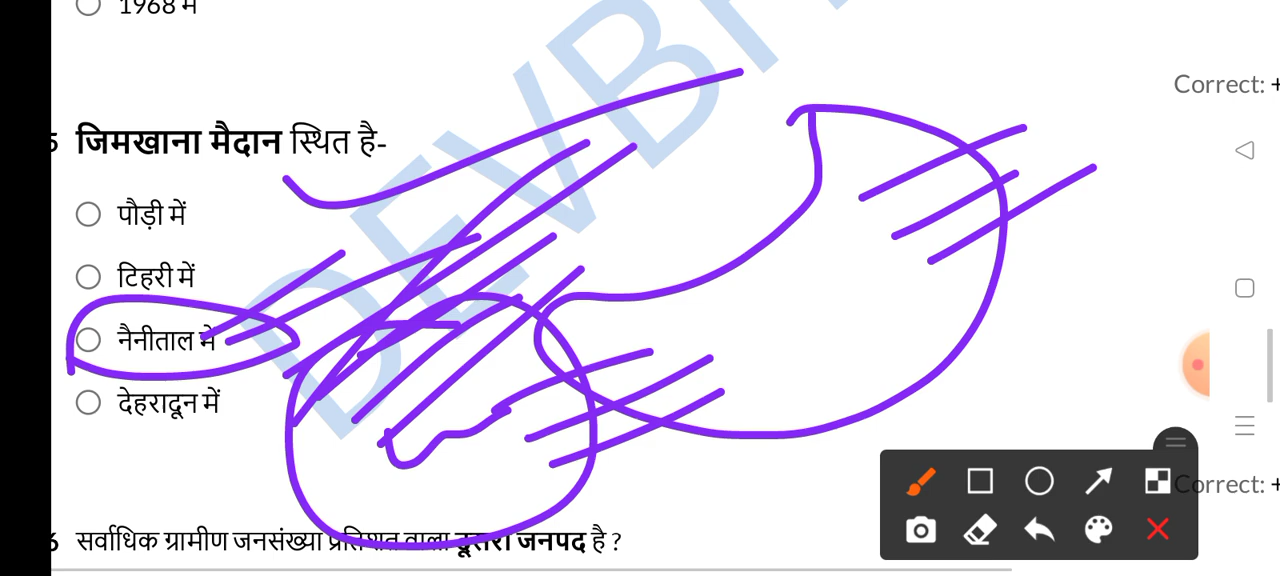 1968 में
5 जिमखाना मैदान स्थित है-
पौड़ी में
टिहरी में
नैनीताल में
देहरादून में
6 सर्वाधिक ग्रामीण जनसंख्या प्रतिशत वाला दूसरा जनपद है ?
Correct: +
Correct: +